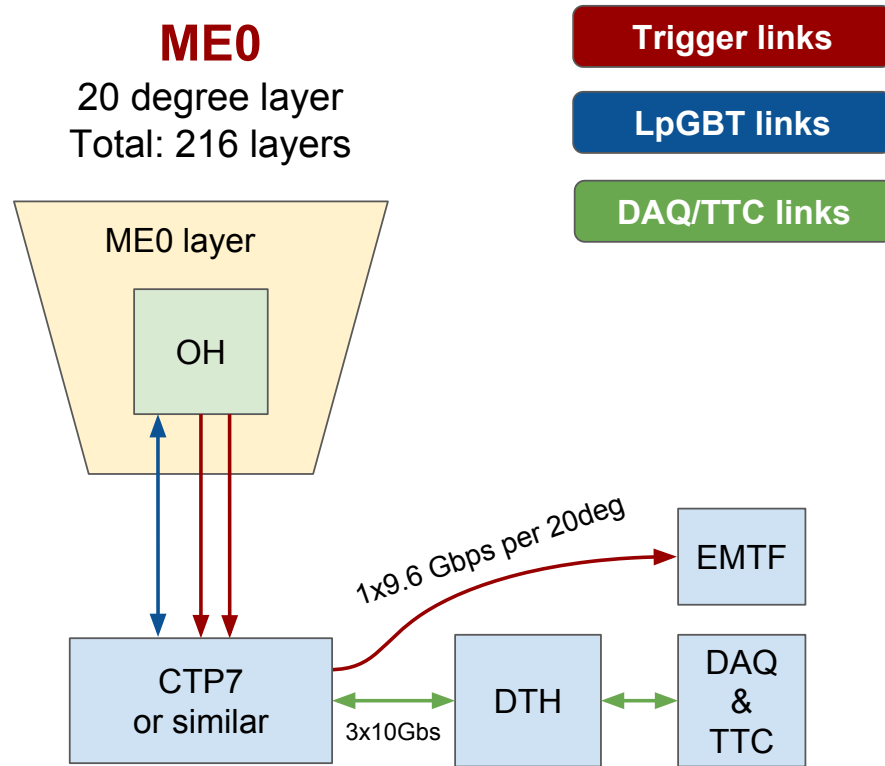 ME0
20 degree layer
Total: 216 layers
Trigger links
LpGBT links
DAQ/TTC links
ME0 layer
OH
1x9.6 Gbps per 20deg
EMTF
CTP7
or similar
3x10Gbs
DTH
DAQ
&
TTC